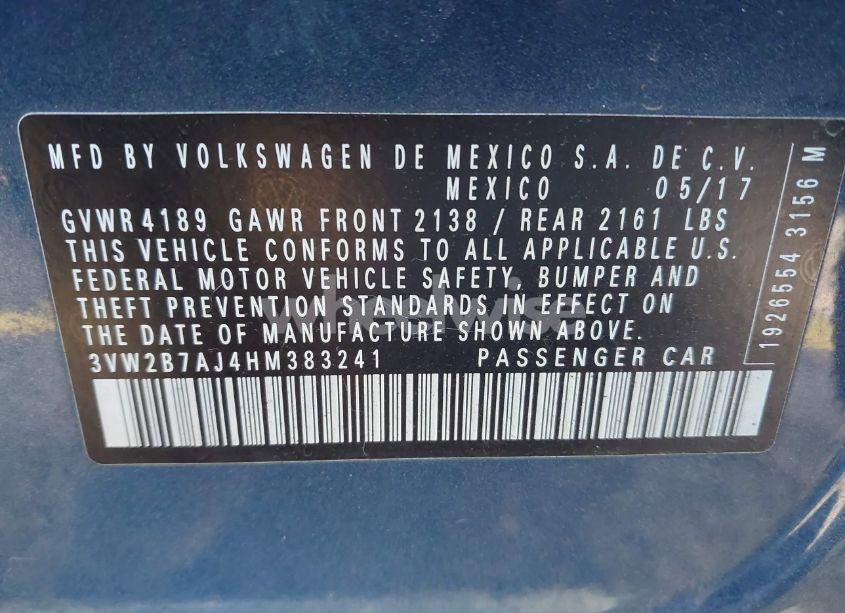 MFD BY VOLKSWAGEN DE MEXICO S.A. DE C.V.
MEXICO 05/17
GVWR 4189 GAWR FRONT 2138 / REAR 2161 LBS
THIS VEHICLE CONFORMS TO ALL APPLICABLE U.S.
FEDERAL MOTOR VEHICLE SAFETY, BUMPER AND
THEFT PREVENTION STANDARDS IN EFFECT ON
THE DATE OF MANUFACTURE SHOWN ABOVE.
3VW2B7AJ4HM383241 PASSENGER CAR
1926554 3156 M
wheelwise